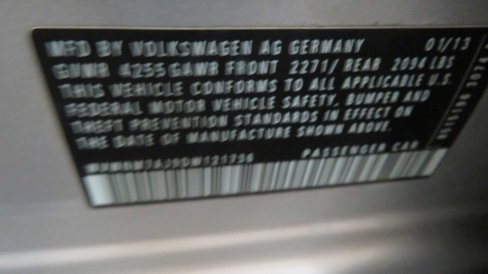 MFD BY VOLKSWAGEN AG GERMANY 01/13
GVWR 4255 GAWR FRONT 2271/ REAR 2094 LBS
THIS VEHICLE CONFORMS TO ALL APPLICABLE U.S.
FEDERAL MOTOR VEHICLE SAFETY, BUMPER AND
THEFT PREVENTION STANDARDS IN EFFECT ON
THE DATE OF MANUFACTURE SHOWN ABOVE.
PASSENGER CAR